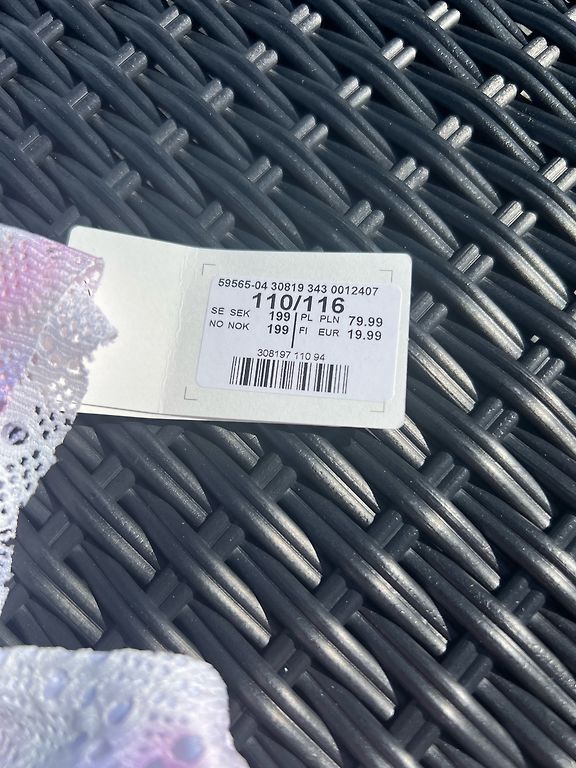 59565-04 30819 343 0012407
110/116
SE SEK 199 PL PLN 79.99
NO NOK 199 FI EUR 19.99
308197 110 94